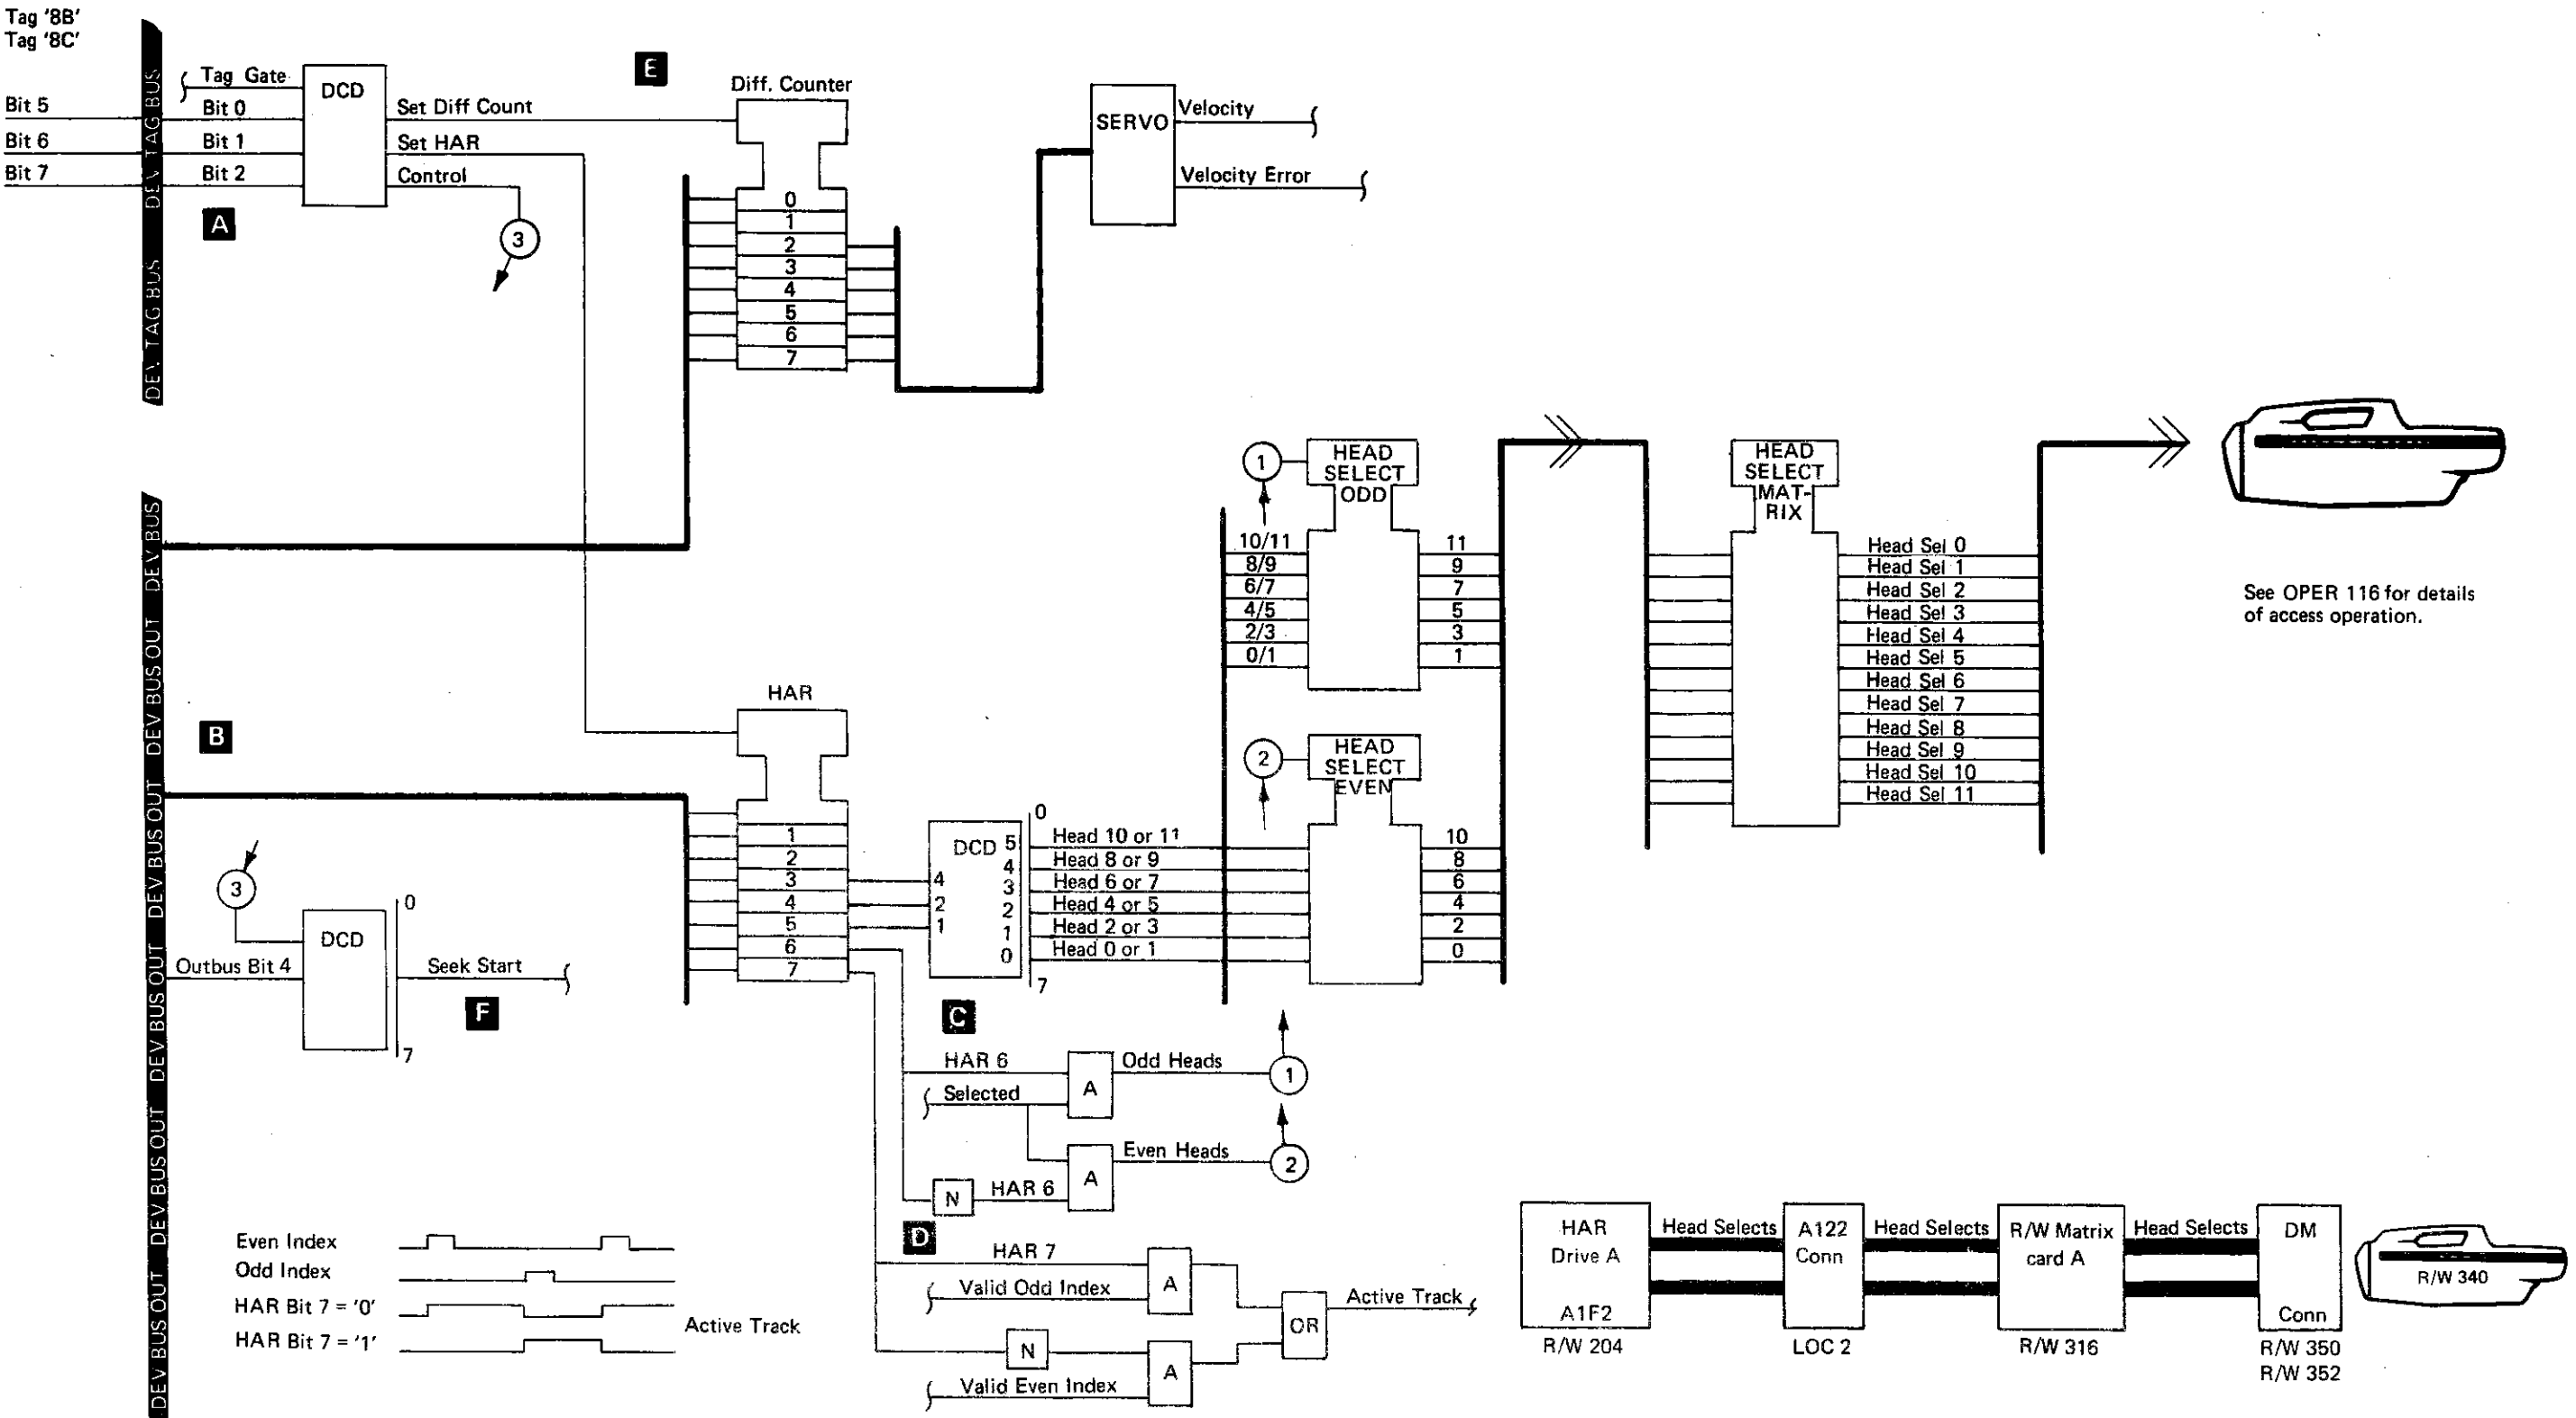 Tag '8B'
Tag '8C'
Bit 5
Bit 6
Bit 7
DEV TAG BUS DEV TAG BUS
Tag Gate
Bit 0
Bit 1
Bit 2
A
DCD
Set Diff Count
Set HAR
Control
3
E
Diff. Counter
0
1
2
3
4
5
6
7
SERVO
Velocity
Velocity Error
DEV BUS OUT DEV BUS OUT DEV BUS OUT DEV BUS OUT DEV BUS OUT DEV BUS OUT DEV BUS OUT DEV BUS
B
3
Outbus Bit 4
DCD
0
7
Seek Start
F
HAR
1
2
3
4
5
6
7
4
2
1
DCD
5
4
3
2
1
0
0
7
C
Head 10 or 11
Head 8 or 9
Head 6 or 7
Head 4 or 5
Head 2 or 3
Head 0 or 1
1
HEAD
SELECT
ODD
10/11
8/9
6/7
4/5
2/3
0/1
11
9
7
5
3
1
2
HEAD
SELECT
EVEN
10
8
6
4
2
0
HEAD
SELECT
MAT-
RIX
Head Sel 0
Head Sel 1
Head Sel 2
Head Sel 3
Head Sel 4
Head Sel 5
Head Sel 6
Head Sel 7
Head Sel 8
Head Sel 9
Head Sel 10
Head Sel 11
See OPER 116 for details
of access operation.
HAR 6
Selected
A
Odd Heads
1
N
HAR 6
A
Even Heads
2
D
HAR 7
Valid Odd Index
A
N
Valid Even Index
A
OR
Active Track
Even Index
Odd Index
HAR Bit 7 = '0'
HAR Bit 7 = '1'
Active Track
HAR
Drive A
A1F2
R/W 204
Head Selects
A122
Conn
LOC 2
Head Selects
R/W Matrix
card A
R/W 316
Head Selects
DM
Conn
R/W 350
R/W 352
R/W 340